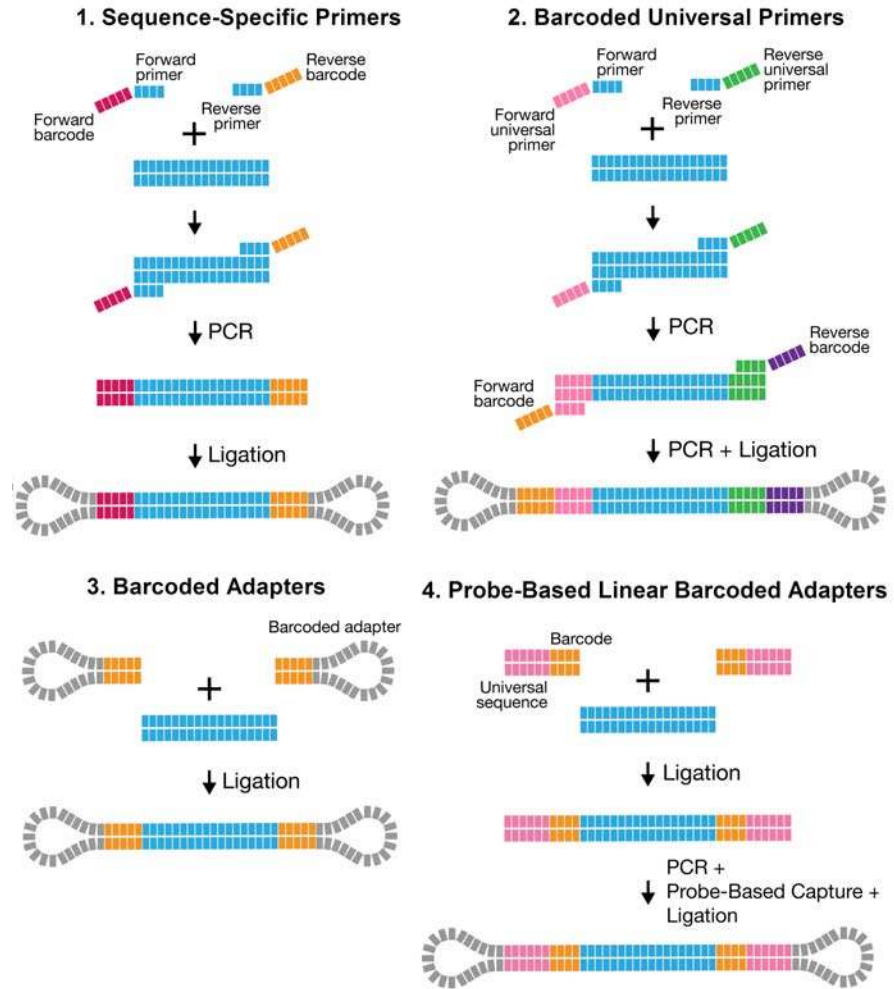 1. Sequence-Specific Primers
Forward
primer
Reverse
barcode
Forward
barcode
Reverse
primer
+
PCR
Ligation
2. Barcoded Universal Primers
Forward
primer
Reverse
universal
primer
Forward
universal
primer
Reverse
primer
+
PCR
Reverse
barcode
Forward
barcode
PCR + Ligation
3. Barcoded Adapters
Barcoded adapter
+
Ligation
4. Probe-Based Linear Barcoded Adapters
Barcode
Universal
sequence
+
Ligation
PCR +
Probe-Based Capture +
Ligation